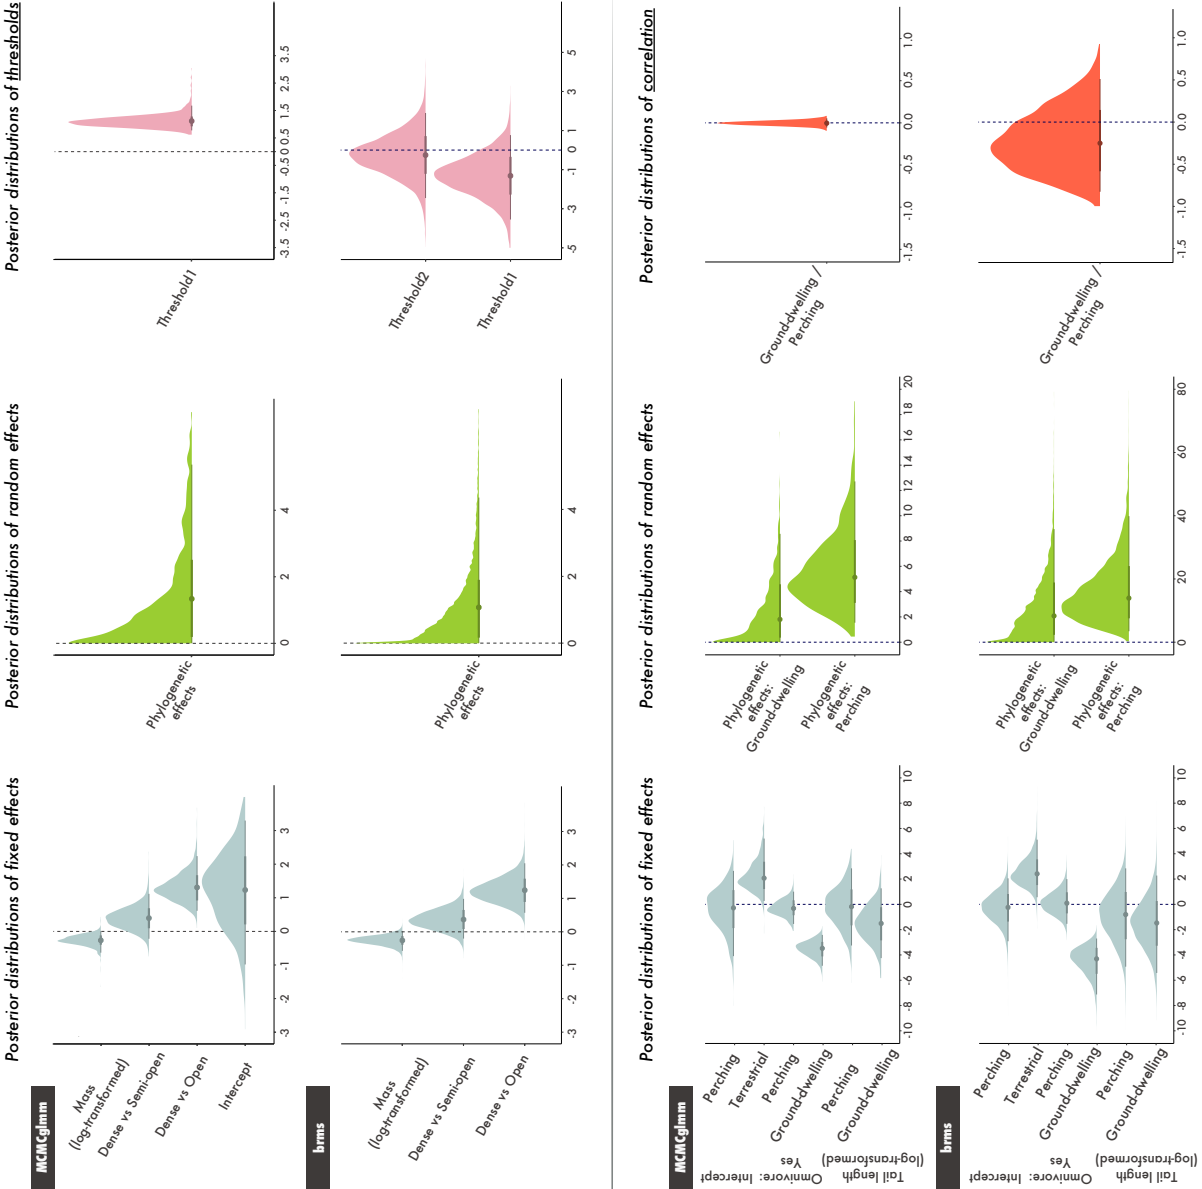 Posterior distributions of fixed effects
Posterior distributions of random effects
Posterior distributions of thresholds
MCMCglmm
Mass
(log-transformed)
Dense vs Semi-open
Dense vs Open
Intercept
-3 -2 -1 0 1 2 3
Phylogenetic
effects
0 2 4
Threshold1
-3.5 -2.5 -1.5 -0.5 0 0.5 1.5 2.5 3.5
brms
Mass
(log-transformed)
Dense vs Semi-open
Dense vs Open
-3 -2 -1 0 1 2 3
Phylogenetic
effects
0 2 4
Threshold2
Threshold1
-5 -3 -1 0 1 3 5
Posterior distributions of fixed effects
Posterior distributions of random effects
Posterior distributions of correlation
MCMCglmm
Intercept
Perching
Terrestrial
Omnivore:
Yes
Perching
Ground-dwelling
Tail length
(log-transformed)
Perching
Ground-dwelling
-10 -8 -6 -4 -2 0 2 4 6 8 10
Phylogenetic
effects:
Ground-dwelling
Phylogenetic
effects:
Perching
0 2 4 6 8 10 12 14 16 18 20
Ground-dwelling /
Perching
-1.5 -1.0 -0.5 0.0 0.5 1.0
brms
Intercept
Perching
Terrestrial
Omnivore:
Yes
Perching
Ground-dwelling
Tail length
(log-transformed)
Perching
Ground-dwelling
-10 -8 -6 -4 -2 0 2 4 6 8 10
Phylogenetic
effects:
Ground-dwelling
Phylogenetic
effects:
Perching
0 20 40 60 80
Ground-dwelling /
Perching
-1.5 -1.0 -0.5 0.0 0.5 1.0